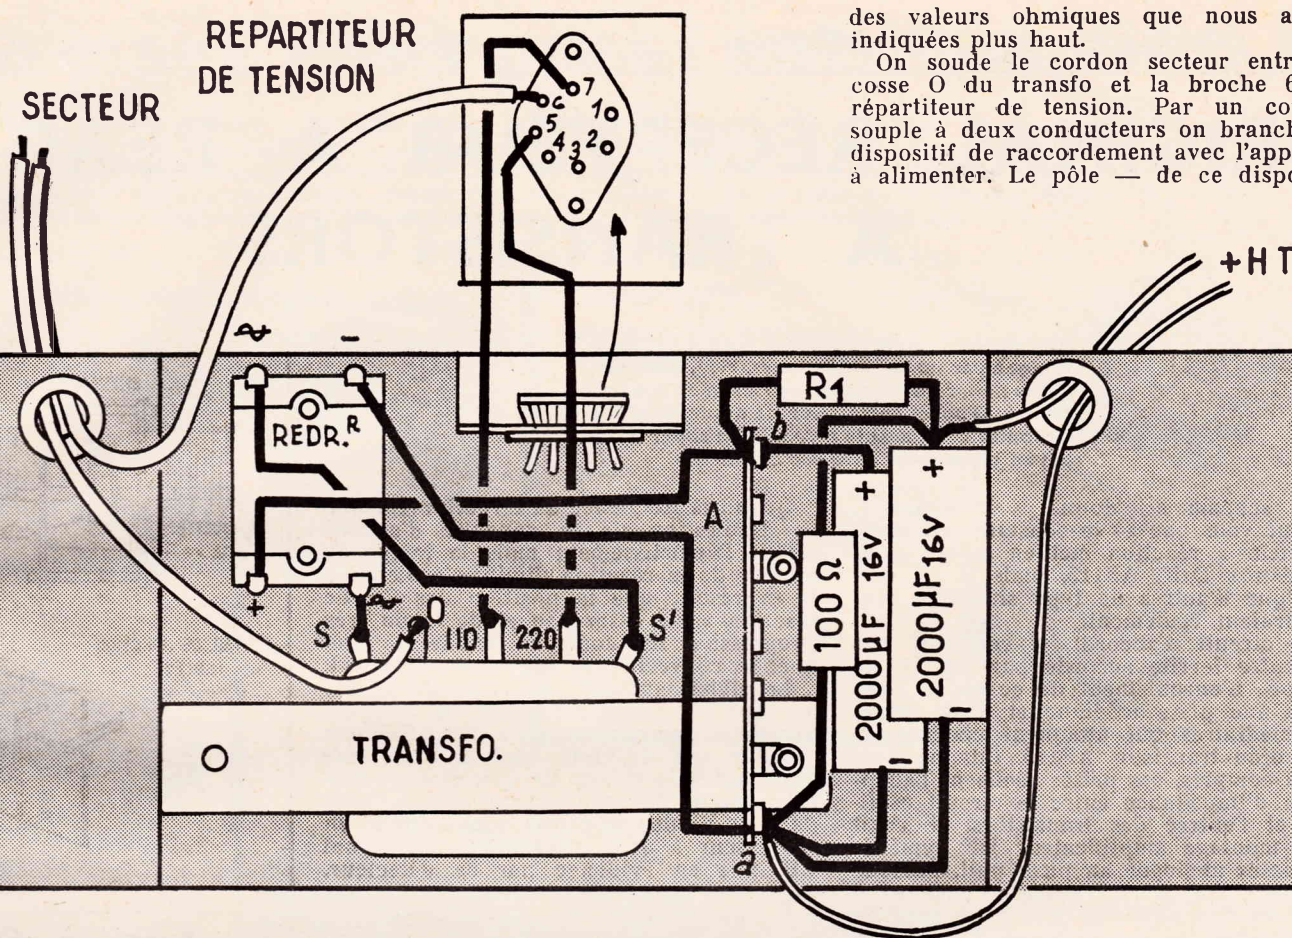 REPARTITEUR
DE TENSION
SECTEUR
des valeurs ohmiques que nous a
indiquées plus haut.
On soude le cordon secteur entr
cosse O du transfo et la broche 6
répartiteur de tension. Par un co
souple à deux conducteurs on branch
dispositif de raccordement avec l'app
à alimenter. Le pôle — de ce dispo
7
6
1
5
4
3
2
+HT
-
REDR.R
R1
b
+
+
A
100 Ω
2000µF 16V
2000µF 16V
+
S
O
110
220
S'
-
-
TRANSFO.
a